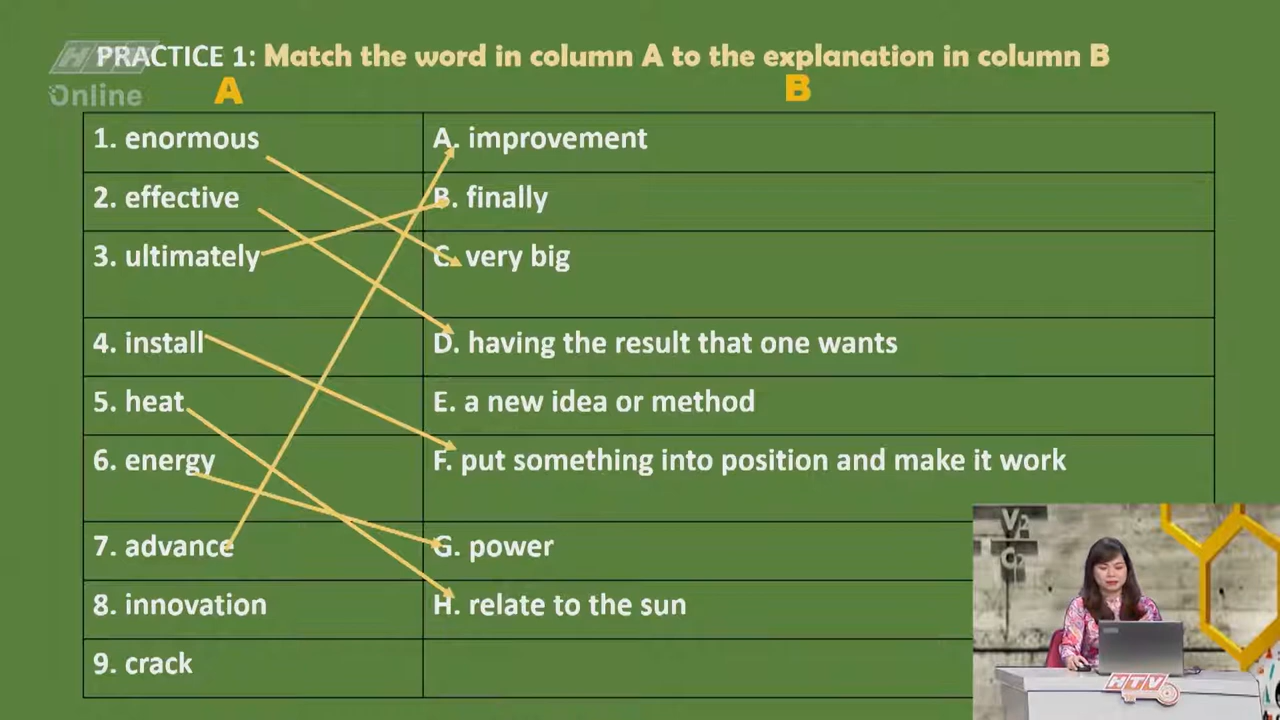 PRACTICE 1: Match the word in column A to the explanation in column B
HTV
Online
A B
1. enormous A. improvement
2. effective B. finally
3. ultimately C. very big
4. install D. having the result that one wants
5. heat E. a new idea or method
6. energy F. put something into position and make it work
7. advance G. power
8. innovation H. relate to the sun
9. crack
V₂
C₂
HTV